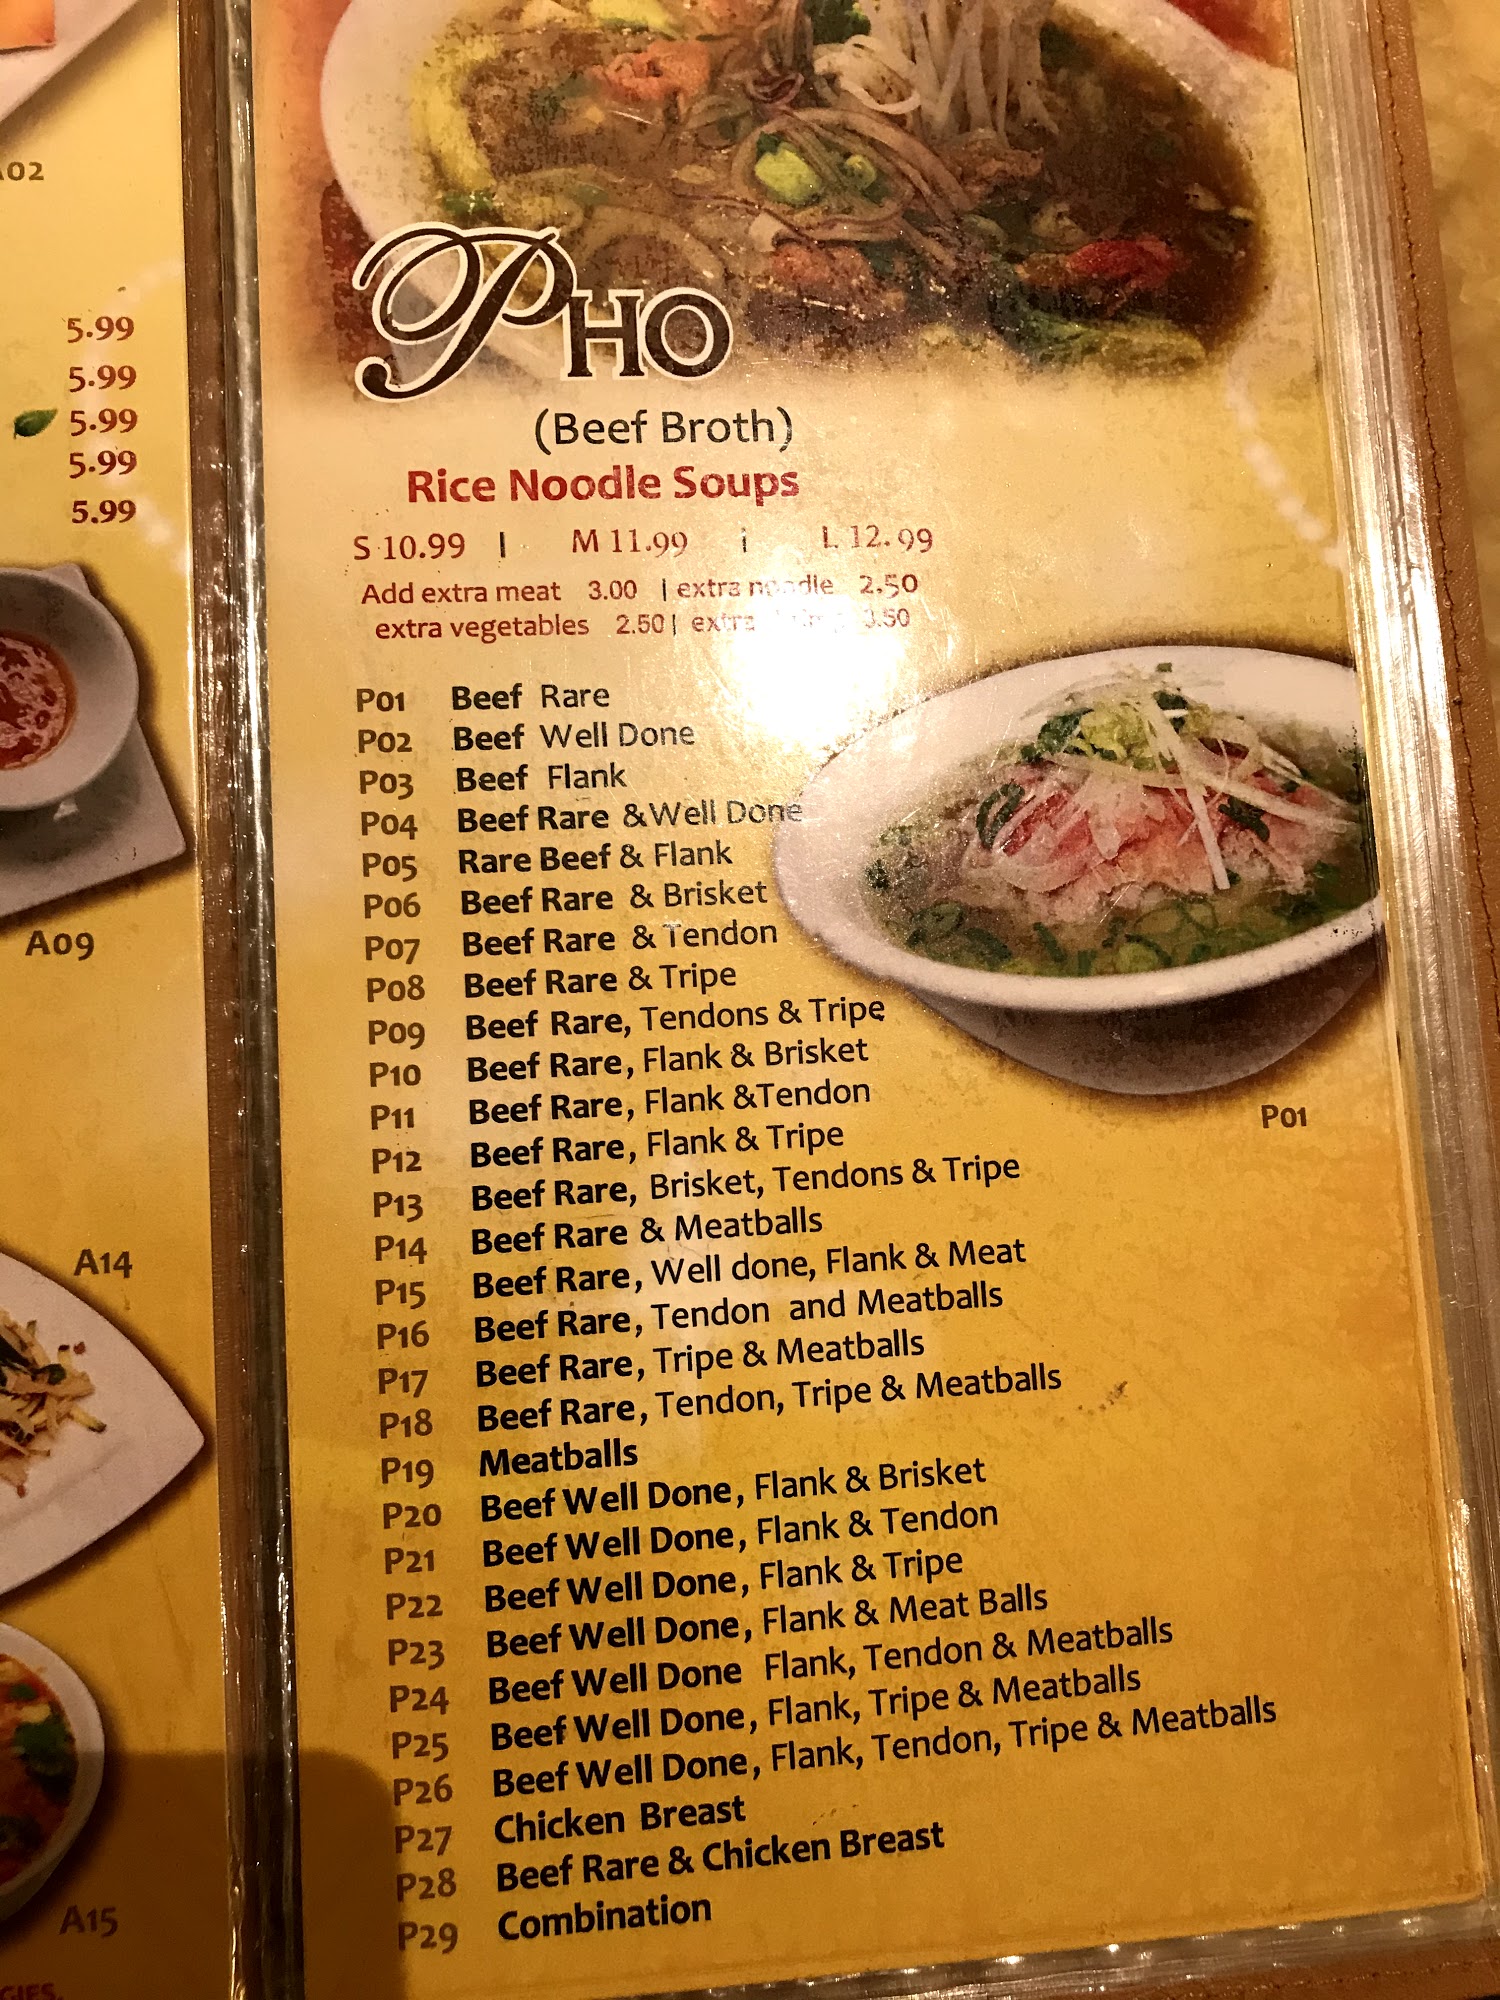 A02
5.99
5.99
5.99
5.99
5.99
A09
A14
A15
GIES.
PHO
(Beef Broth)
Rice Noodle Soups
S 10.99 | M 11.99 | L 12.99
Add extra meat 3.00 | extra noodle 2.50
extra vegetables 2.50 | extra 3.50
P01 Beef Rare
P02 Beef Well Done
P03 Beef Flank
P04 Beef Rare &Well Done
P05 Rare Beef & Flank
P06 Beef Rare & Brisket
P07 Beef Rare & Tendon
P08 Beef Rare & Tripe
P09 Beef Rare, Tendons & Tripe
P10 Beef Rare, Flank & Brisket
P11 Beef Rare, Flank &Tendon
P12 Beef Rare, Flank & Tripe
P13 Beef Rare, Brisket, Tendons & Tripe
P14 Beef Rare & Meatballs
P15 Beef Rare, Well done, Flank & Meat
P16 Beef Rare, Tendon and Meatballs
P17 Beef Rare, Tripe & Meatballs
P18 Beef Rare, Tendon, Tripe & Meatballs
P19 Meatballs
P20 Beef Well Done, Flank & Brisket
P21 Beef Well Done, Flank & Tendon
P22 Beef Well Done, Flank & Tripe
P23 Beef Well Done, Flank & Meat Balls
P24 Beef Well Done Flank, Tendon & Meatballs
P25 Beef Well Done, Flank, Tripe & Meatballs
P26 Beef Well Done, Flank, Tendon, Tripe & Meatballs
P27 Chicken Breast
P28 Beef Rare & Chicken Breast
P29 Combination
P01